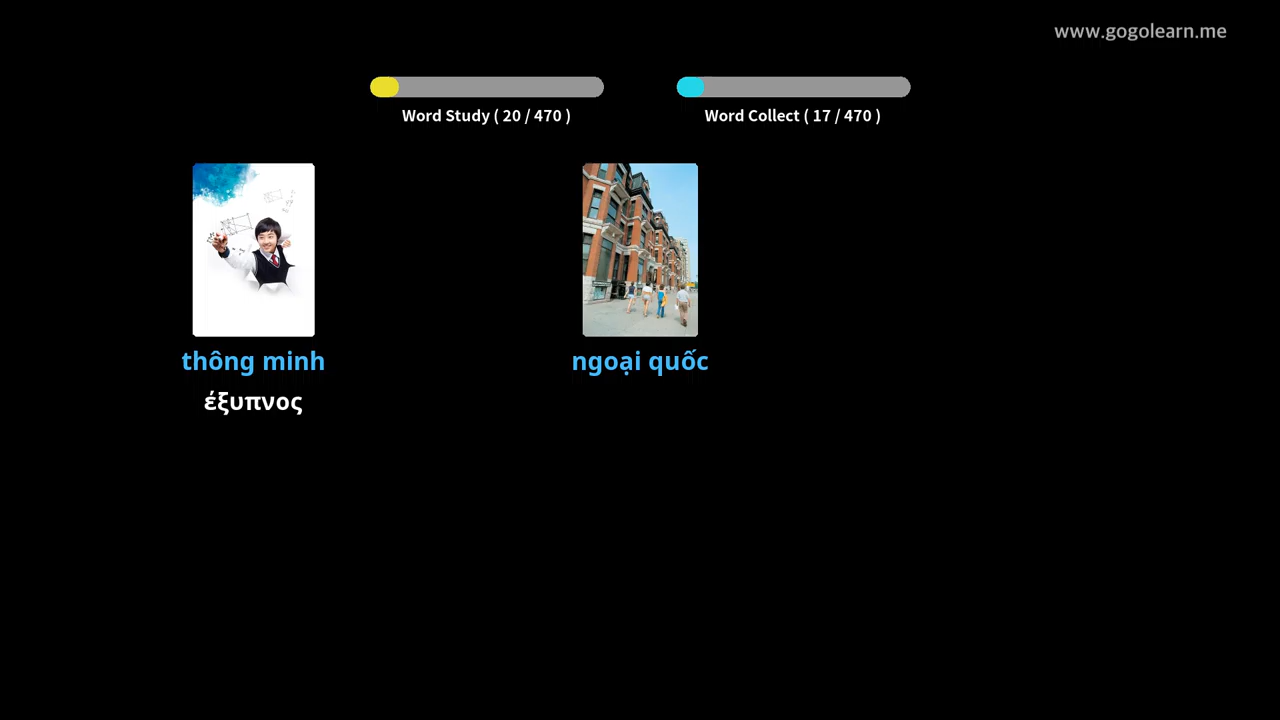 www.gogolearn.me
Word Study ( 20 / 470 )
Word Collect ( 17 / 470 )
thông minh
έξυπνος
ngoại quốc